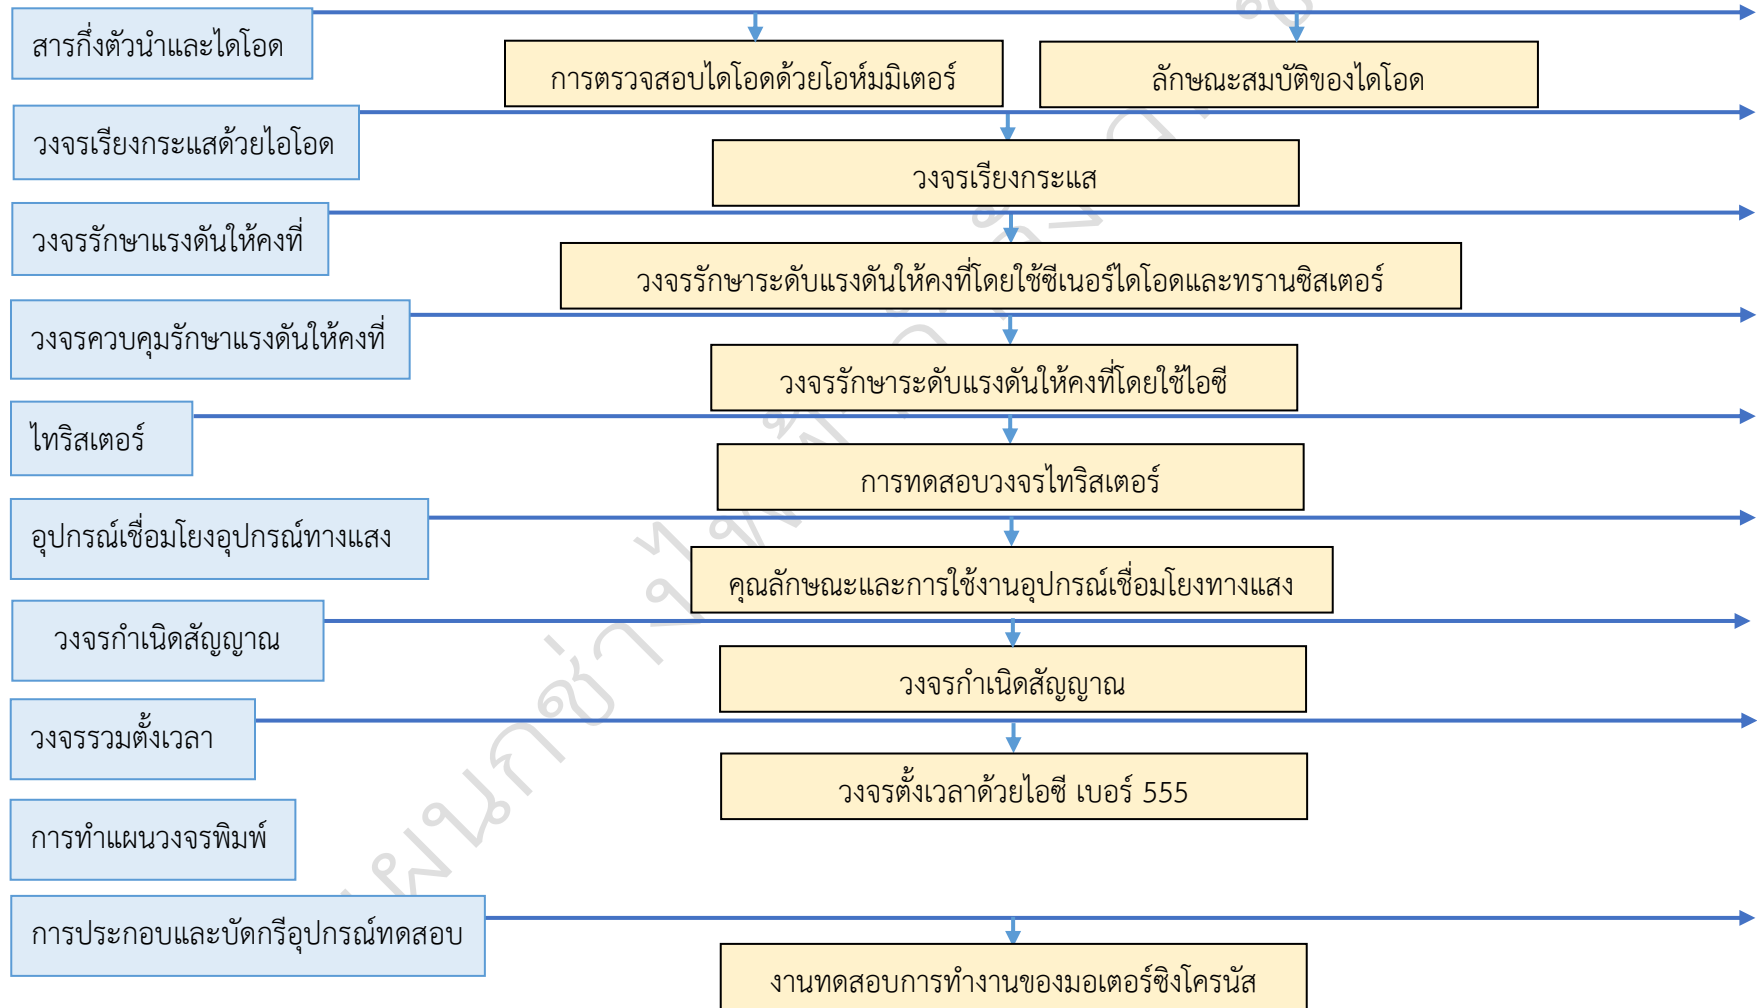 สารกึ่งตัวนำและไดโอด
การตรวจสอบไดโอดด้วยโอห์มมิเตอร์
ลักษณะสมบัติของไดโอด
วงจรเรียงกระแสด้วยไอโอด
วงจรเรียงกระแส
วงจรรักษาแรงดันให้คงที่
วงจรรักษาระดับแรงดันให้คงที่โดยใช้ซีเนอร์ไดโอดและทรานซิสเตอร์
วงจรควบคุมรักษาแรงดันให้คงที่
วงจรรักษาระดับแรงดันให้คงที่โดยใช้ไอซี
ไทริสเตอร์
การทดสอบวงจรไทริสเตอร์
อุปกรณ์เชื่อมโยงอุปกรณ์ทางแสง
คุณลักษณะและการใช้งานอุปกรณ์เชื่อมโยงทางแสง
วงจรกำเนิดสัญญาณ
วงจรกำเนิดสัญญาณ
วงจรรวมตั้งเวลา
วงจรตั้งเวลาด้วยไอซี เบอร์ 555
การทำแผนวงจรพิมพ์
การประกอบและบัดกรีอุปกรณ์ทดสอบ
งานทดสอบการทำงานของมอเตอร์ซิงโครนัส